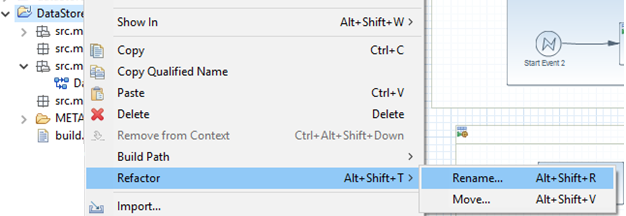 DataStore
Show In Alt+Shift+W >
src.m
Copy Ctrl+C
src.m
Copy Qualified Name
src.m
Da
Paste Ctrl+V
src.m
Delete Delete
META
Remove from Context Ctrl+Alt+Shift+Down
build.
Build Path >
Refactor Alt+Shift+T >
Import...
Rename... Alt+Shift+R
Move... Alt+Shift+V
Start Event 2